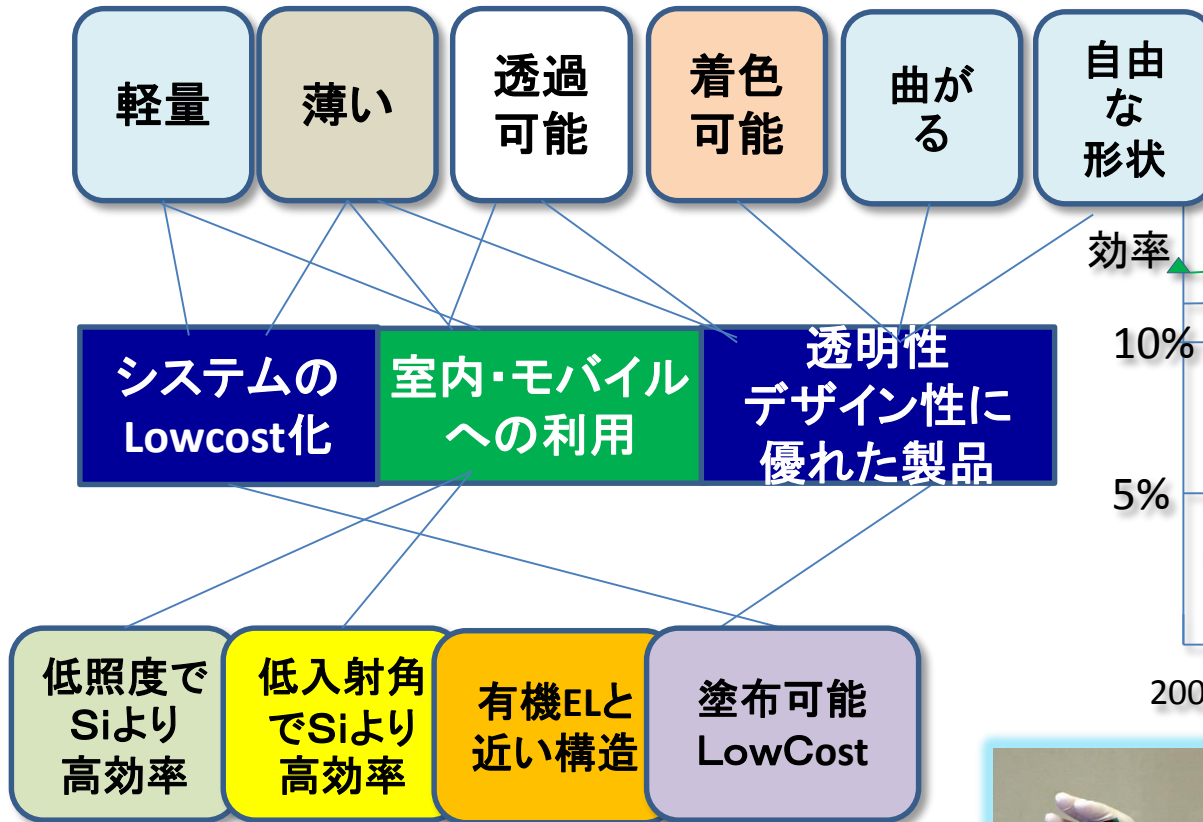 軽量
薄い
透過
可能
着色
可能
曲が
る
自由
な
形状
効率
10%
5%
システムの
Lowcost化
室内・モバイル
への利用
透明性
デザイン性に
優れた製品
低照度で
Siより
高効率
低入射角
でSiより
高効率
有機ELと
近い構造
塗布可能
LowCost
200